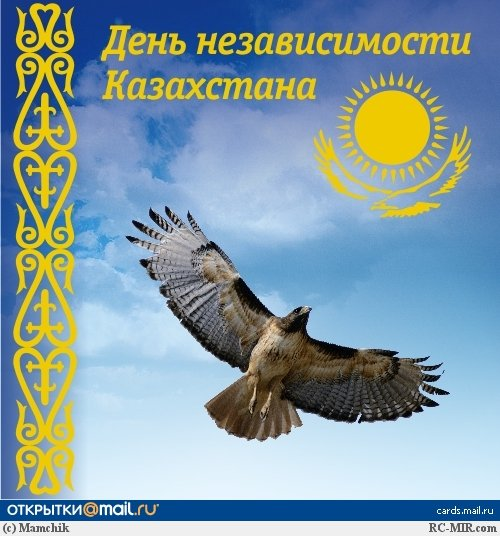 День независимости
Казахстана
ОТКРЫТКИ@mail.ru
cards.mail.ru
(c) Mamchik
RC-MIR.com